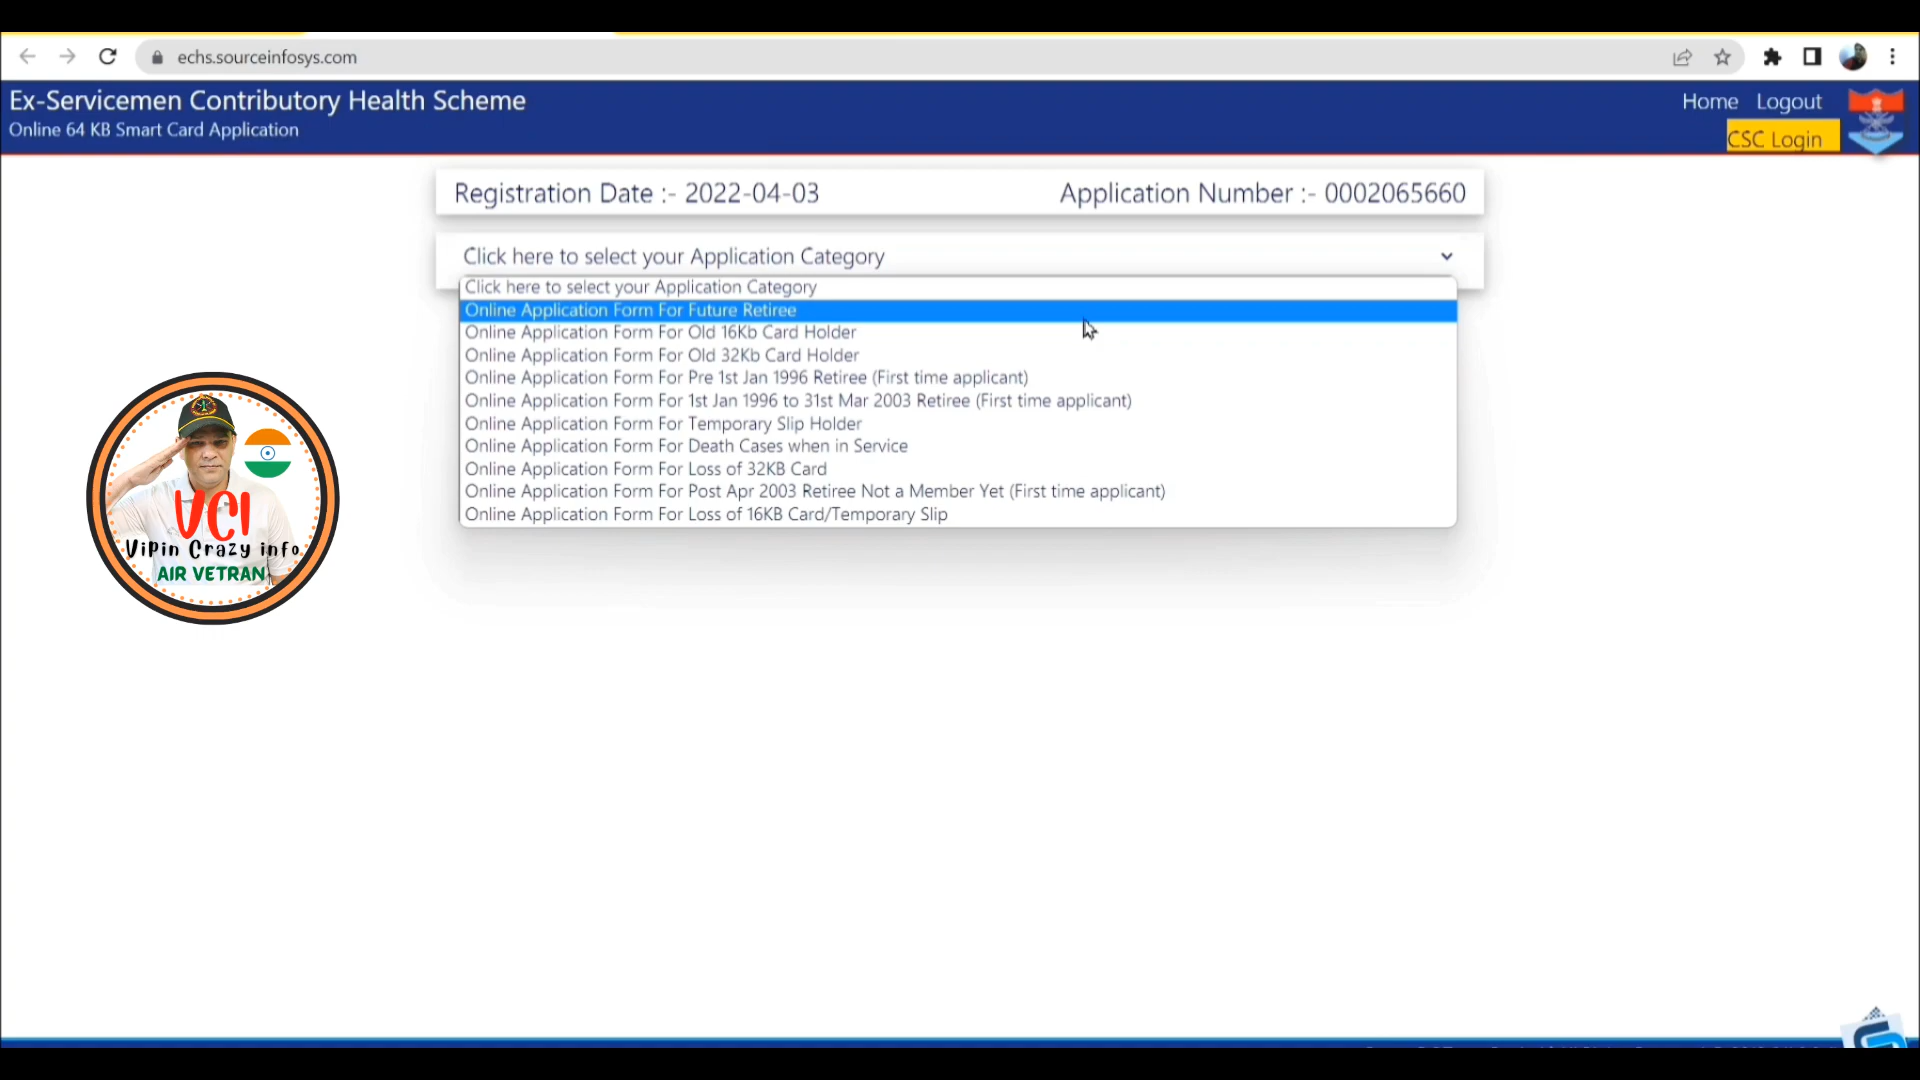 echs.sourceinfosys.com
Ex-Servicemen Contributory Health Scheme
Online 64 KB Smart Card Application
Home Logout
CSC Login
Registration Date :- 2022-04-03
Application Number :- 0002065660
Click here to select your Application Category
Click here to select your Application Category
Online Application Form For Future Retiree
Online Application Form For Old 16Kb Card Holder
Online Application Form For Old 32Kb Card Holder
Online Application Form For Pre 1st Jan 1996 Retiree (First time applicant)
Online Application Form For 1st Jan 1996 to 31st Mar 2003 Retiree (First time applicant)
Online Application Form For Temporary Slip Holder
Online Application Form For Death Cases when in Service
Online Application Form For Loss of 32KB Card
Online Application Form For Post Apr 2003 Retiree Not a Member Yet (First time applicant)
Online Application Form For Loss of 16KB Card/Temporary Slip
VCI
ViPin Crazy info
AIR VETRAN